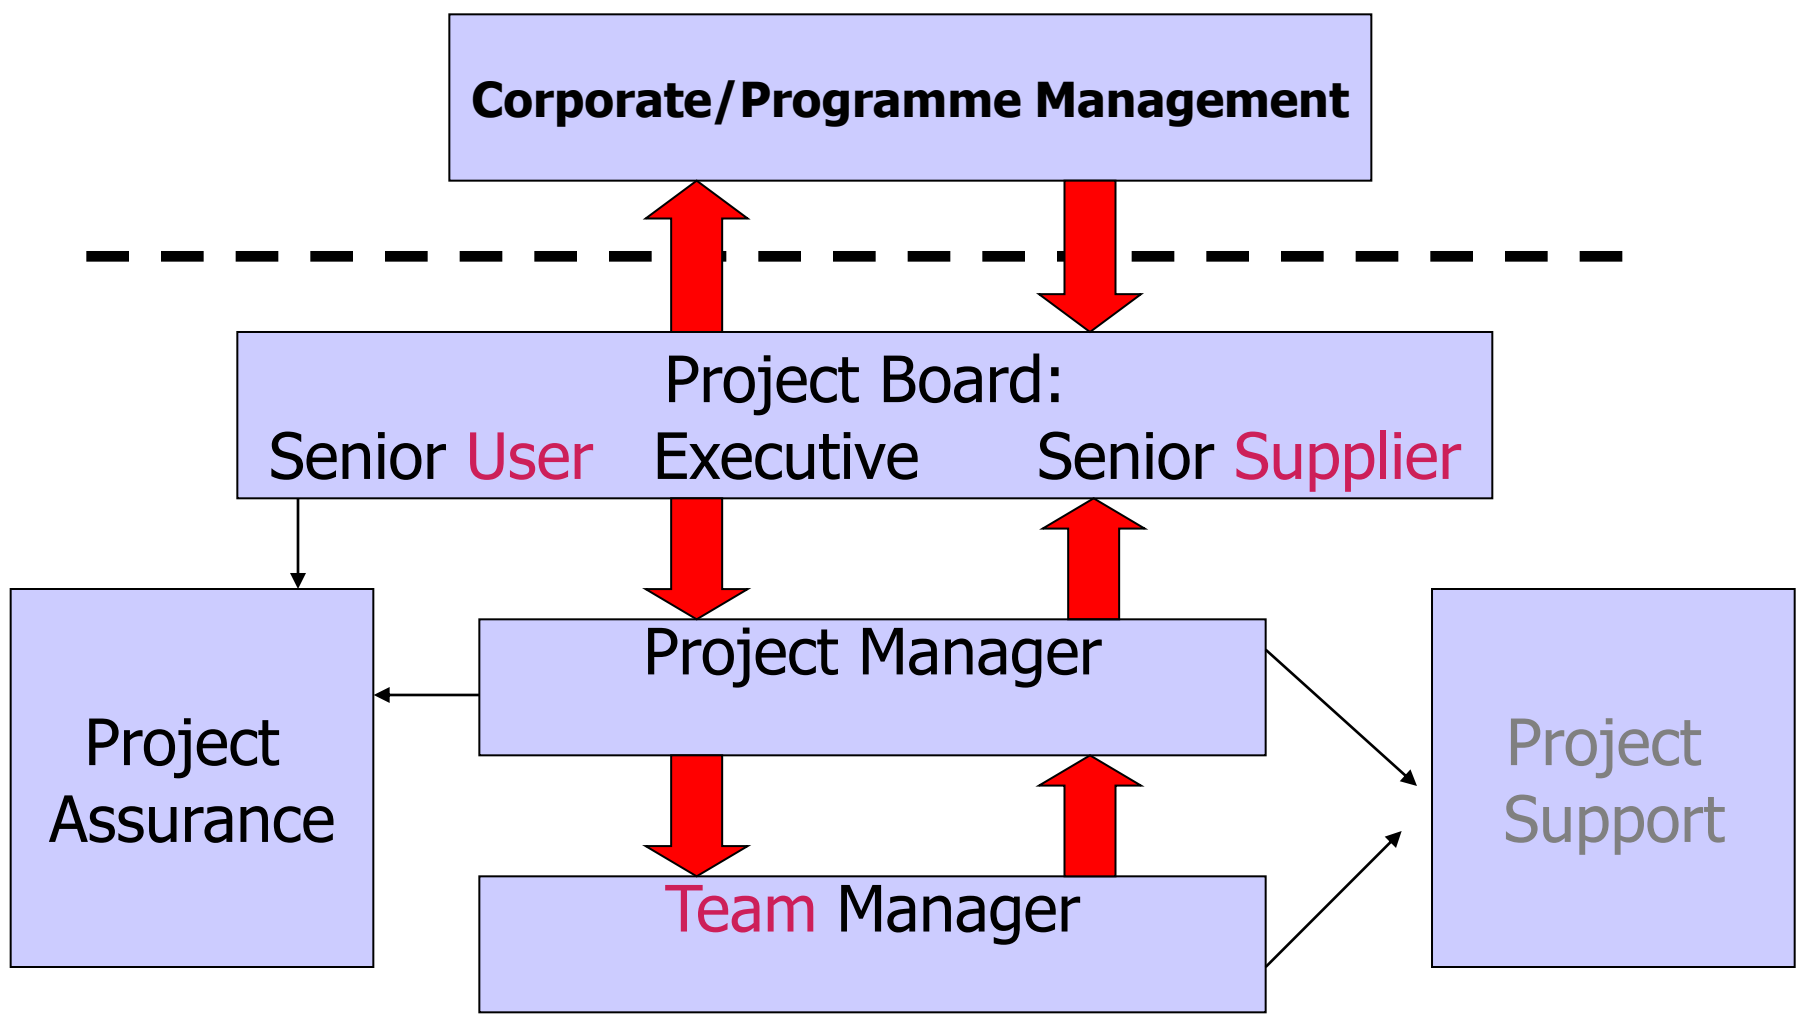 Corporate/Programme Management
Project Board:
Senior User Executive Senior Supplier
Project Manager
Project
Assurance
Project
Support
Team Manager